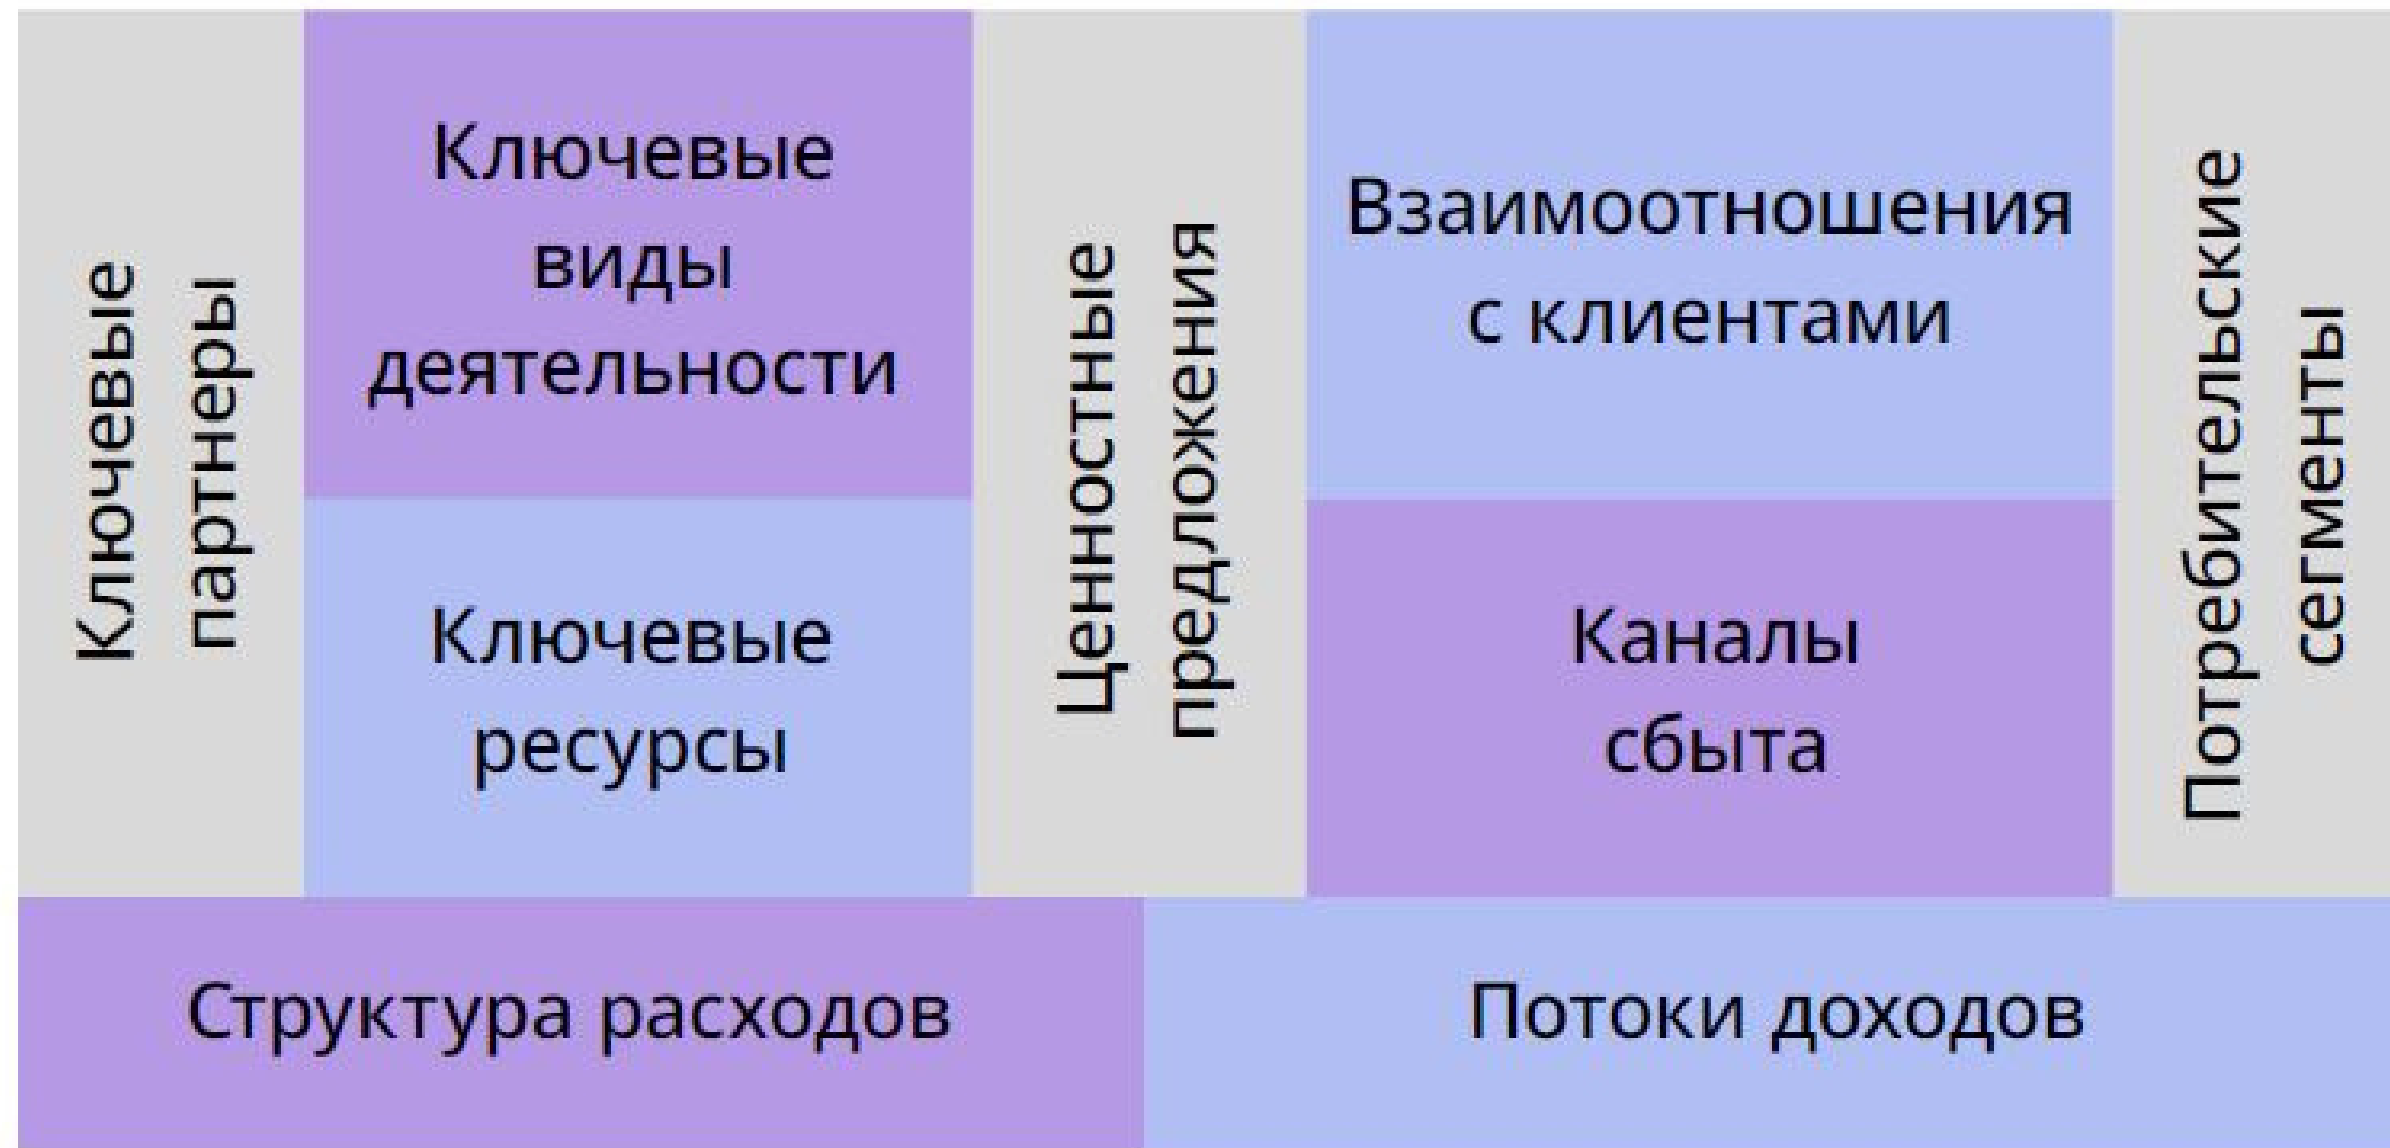 Ключевые
партнеры
Ключевые
виды
деятельности
Ключевые
ресурсы
Ценностные
предложения
Взаимоотношения
с клиентами
Каналы
сбыта
Потребительские
сегменты
Структура расходов
Потоки доходов